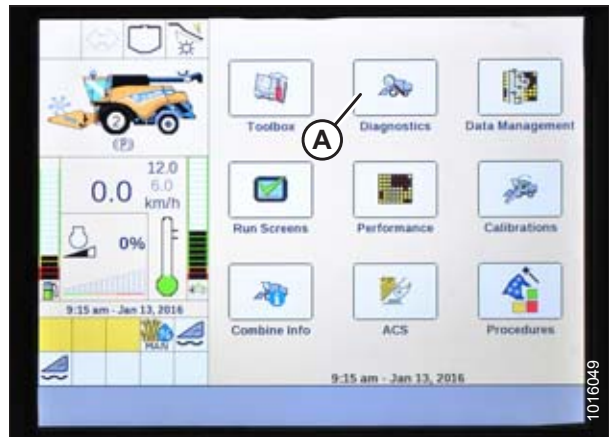 2
(P)
12.0
6.0
0.0
km/h
0%
9:15 am - Jan 13, 2016
MAN
Toolbox
Diagnostics
Data Management
A
Run Screens
Performance
Calibrations
Combine Info
ACS
Procedures
9:15 am - Jan 13, 2016
1016049